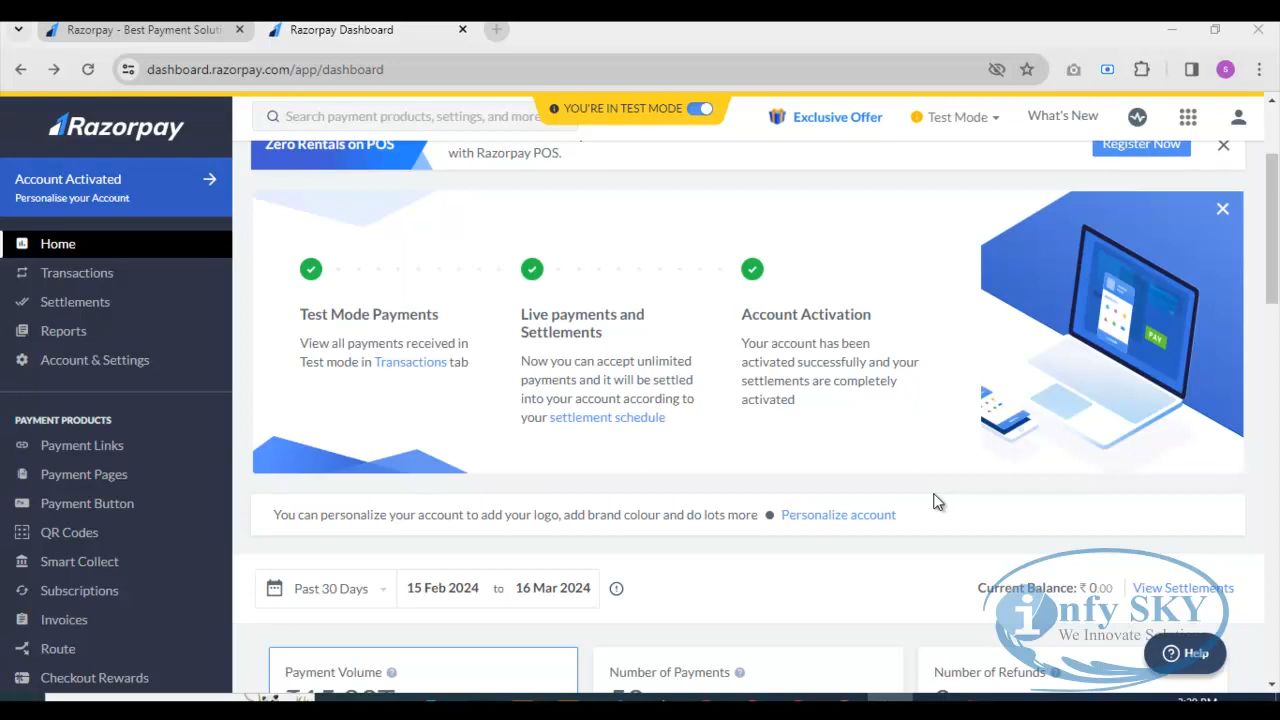 Razorpay - Best Payment Soluti
Razorpay Dashboard
dashboard.razorpay.com/app/dashboard
S
Razorpay
Search payment products, settings, and more
YOU'RE IN TEST MODE
Exclusive Offer
Test Mode
What's New
Zero Rentals on POS
with Razorpay POS.
Register Now
Account Activated
Personalise your Account
Home
Transactions
Settlements
Reports
Account & Settings
PAYMENT PRODUCTS
Payment Links
Payment Pages
Payment Button
QR Codes
Smart Collect
Subscriptions
Invoices
Route
Checkout Rewards
Test Mode Payments
View all payments received in
Test mode in Transactions tab
Live payments and
Settlements
Now you can accept unlimited
payments and it will be settled
into your account according to
your settlement schedule
Account Activation
Your account has been
activated successfully and your
settlements are completely
activated
PAY
You can personalize your account to add your logo, add brand colour and do lots more
Personalize account
Past 30 Days
15 Feb 2024 to 16 Mar 2024
Current Balance: ₹ 0.00
View Settlements
infy SKY
We Innovate Solutions
Help
Payment Volume
Number of Payments
Number of Refunds